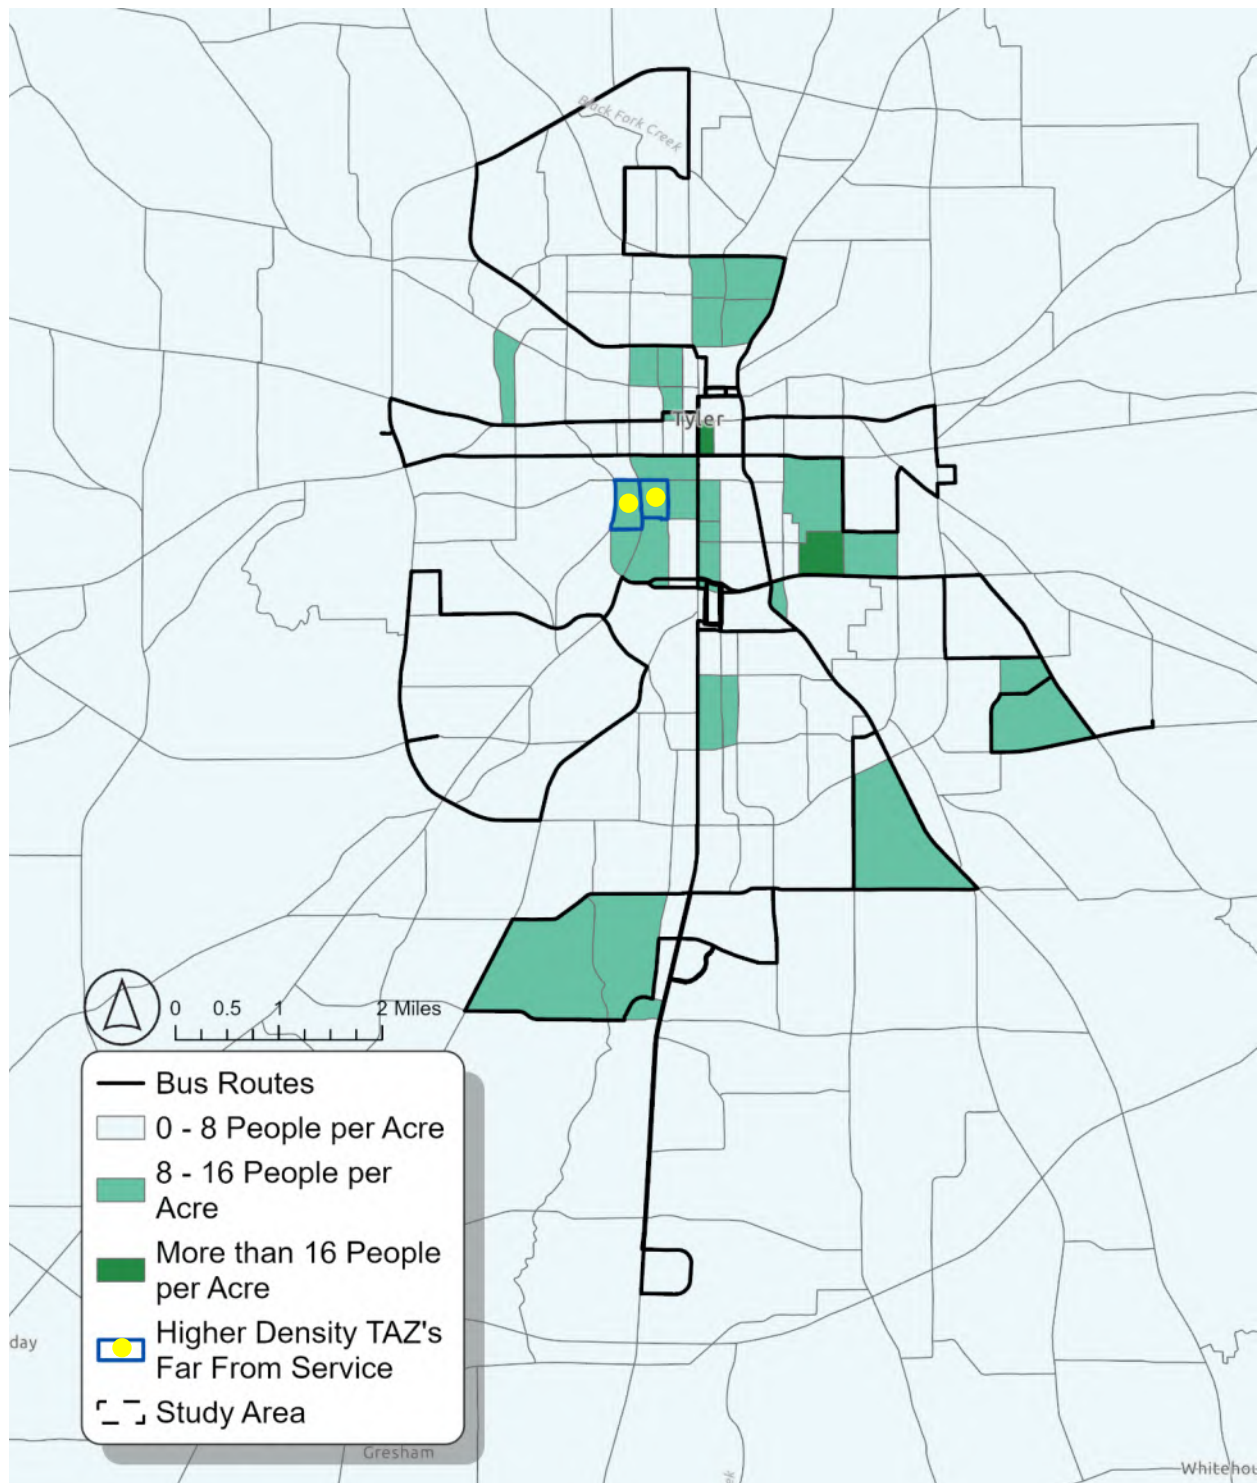 Black Fork Creek
Tyler
0 0.5 1 2 Miles
Bus Routes
0 - 8 People per Acre
8 - 16 People per
Acre
More than 16 People
per Acre
Higher Density TAZ's
Far From Service
Study Area
day
Gresham
ek
Whitehou